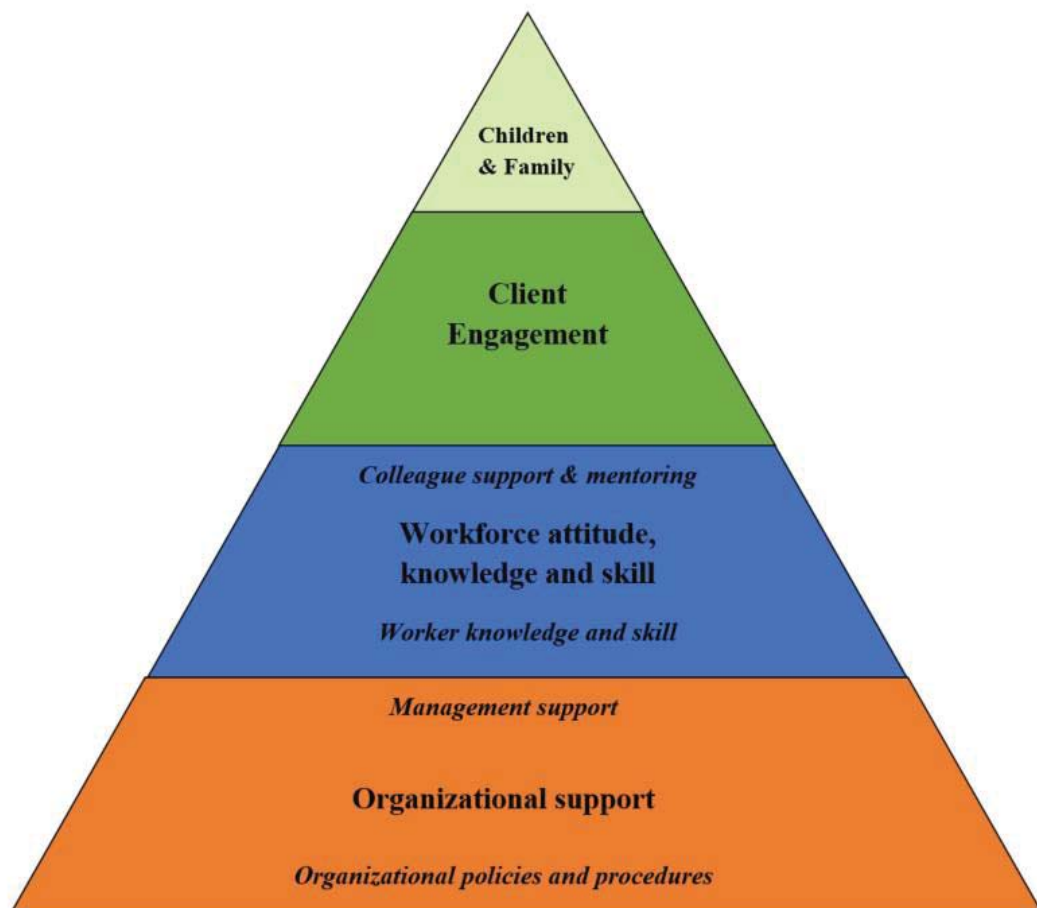 Children
& Family
Client
Engagement
Colleague support & mentoring
Workforce attitude,
knowledge and skill
Worker knowledge and skill
Management support
Organizational support
Organizational policies and procedures